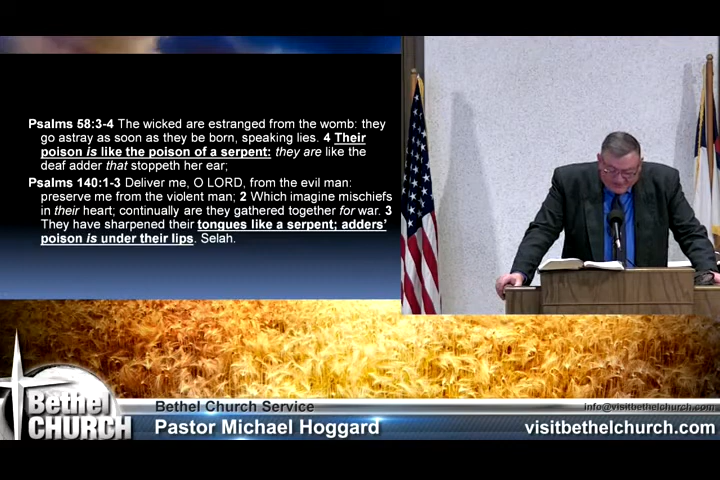 Psalms 58:3-4 The wicked are estranged from the womb: they
go astray as soon as they be born, speaking lies. 4 Their
poison is like the poison of a serpent: they are like the
deaf adder that stoppeth her ear;
Psalms 140:1-3 Deliver me, O LORD, from the evil man:
preserve me from the violent man; 2 Which imagine mischiefs
in their heart; continually are they gathered together for war. 3
They have sharpened their tongues like a serpent; adders'
poison is under their lips. Selah.
Bethel
CHURCH
Bethel Church Service
info@visitbethelchurch.com
Pastor Michael Hoggard
visitbethelchurch.com